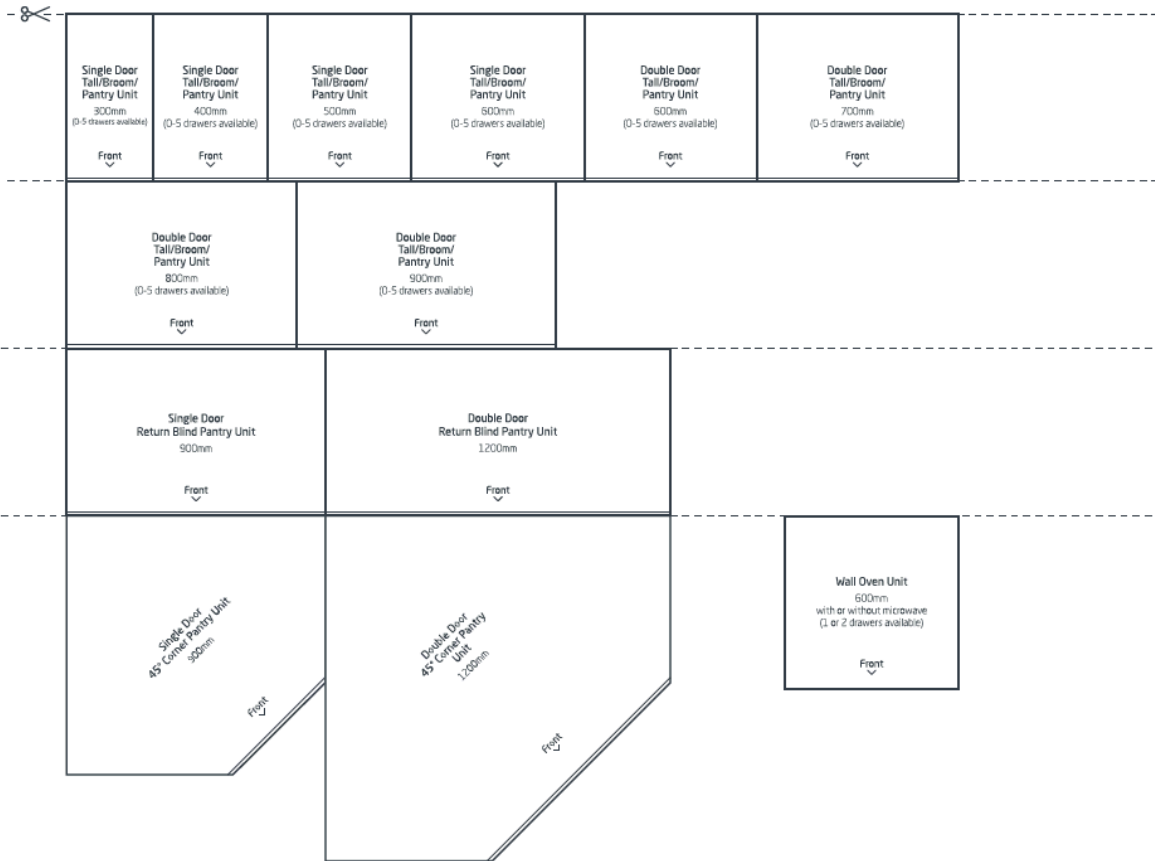 Single Door
Tall/Broom/
Pantry Unit
300mm
(0-5 drawers available)
Front
Single Door
Tall/Broom/
Pantry Unit
400mm
(0-5 drawers available)
Front
Single Door
Tall/Broom/
Pantry Unit
500mm
(0-5 drawers available)
Front
Single Door
Tall/Broom/
Pantry Unit
600mm
(0-5 drawers available)
Front
Double Door
Tall/Broom/
Pantry Unit
600mm
(0-5 drawers available)
Front
Double Door
Tall/Broom/
Pantry Unit
700mm
(0-5 drawers available)
Front
Double Door
Tall/Broom/
Pantry Unit
800mm
(0-5 drawers available)
Front
Double Door
Tall/Broom/
Pantry Unit
900mm
(0-5 drawers available)
Front
Single Door
Return Blind Pantry Unit
900mm
Front
Double Door
Return Blind Pantry Unit
1200mm
Front
Single Door
45° Corner Pantry Unit
900mm
Front
Double Door
45° Corner Pantry
Unit
1200mm
Front
Wall Oven Unit
600mm
with or without microwave
(1 or 2 drawers available)
Front